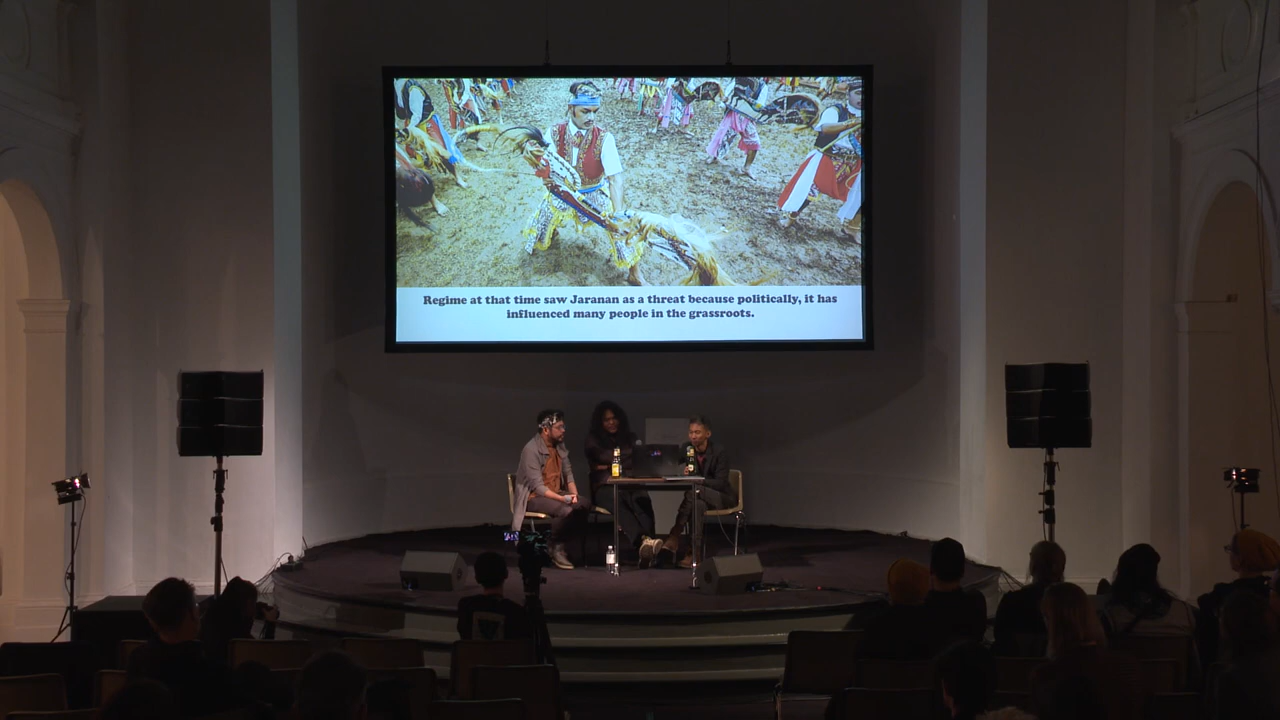 Regime at that time saw Jaranan as a threat because politically, it has
influenced many people in the grassroots.